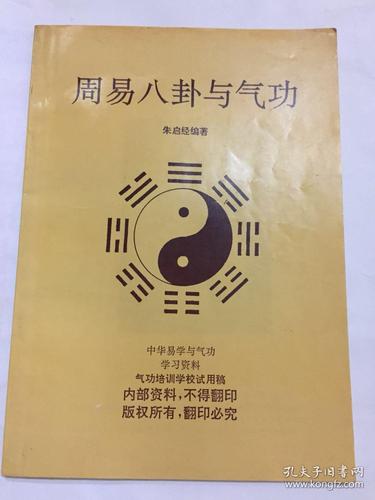 周易八卦与气功
朱启经编著
中华易学与气功
学习资料
气功培训学校试用稿
内部资料,不得翻印
版权所有,翻印必究
孔夫子旧书网
www.kongfz.com